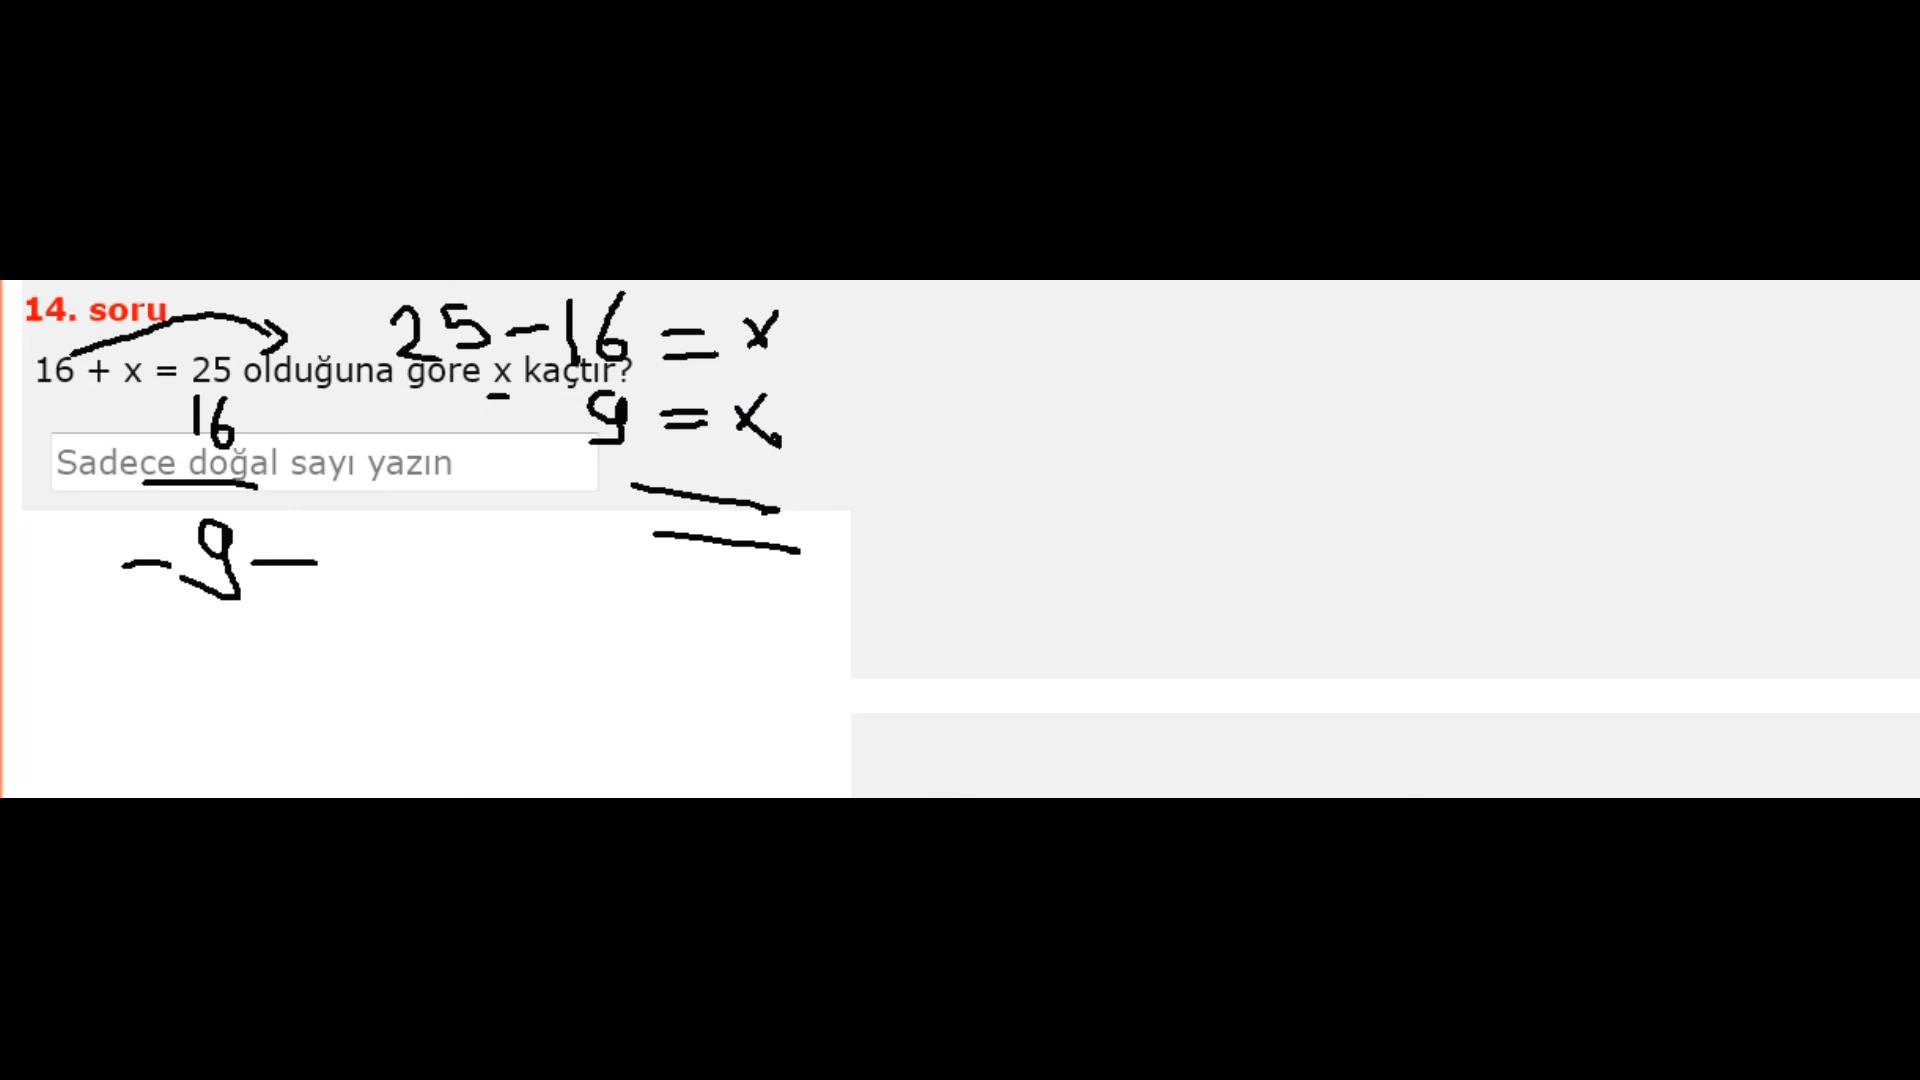 14. soru
25-16 = x
16 + x = 25 olduğuna göre x kaçtır?
16
9 = x
Sadece doğal sayı yazın
9